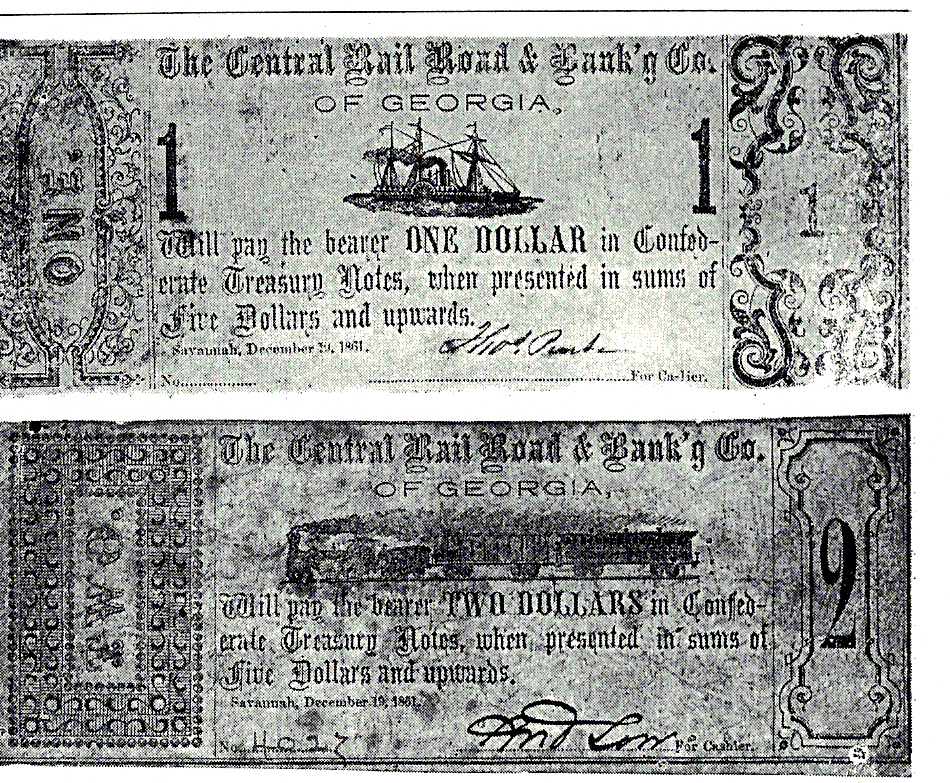 The Central Rail Road & Bank'g Co.
OF GEORGIA,
ONE.
1
1
1
Will pay the bearer ONE DOLLAR in Confed-
erate Treasury Notes, when presented in sums of
Five Dollars and upwards.
Savannah, December 19, 1861.
No. For Cashier.
The Central Rail Road & Bank'g Co.
OF GEORGIA,
TWO.
2
Will pay the bearer TWO DOLLARS in Confed-
erate Treasury Notes, when presented in sums of
Five Dollars and upwards.
Savannah, December 19, 1861.
No. For Cashier.